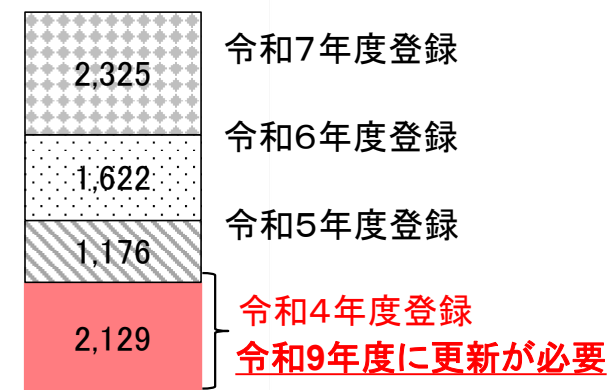 令和7年度登録
2,325
令和6年度登録
1,622
令和5年度登録
1,176
令和4年度登録
2,129
令和9年度に更新が必要